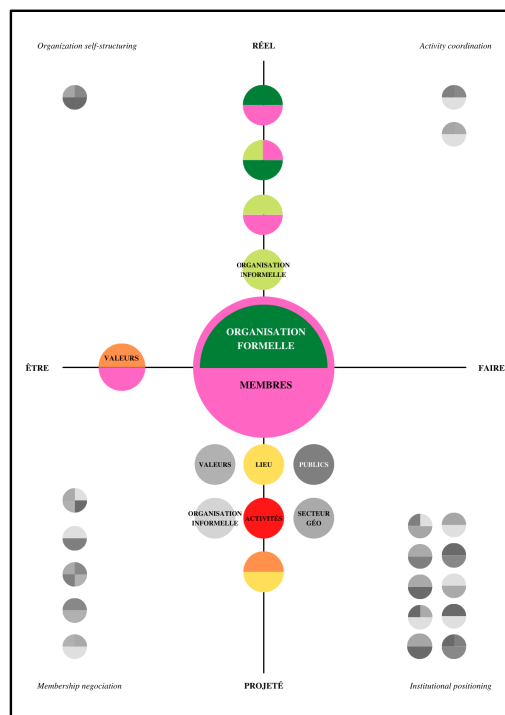 Organization self-structuring
RÉEL
Activity coordination
ORGANISATION
INFORMELLE
ORGANISATION
FORMELLE
VALEURS
ÊTRE
FAIRE
MEMBRES
VALEURS
LIEU
PUBLICS
ORGANISATION
INFORMELLE
ACTIVITÉS
SECTEUR
GÉO
Membership negociation
PROJETÉ
Institutional positioning